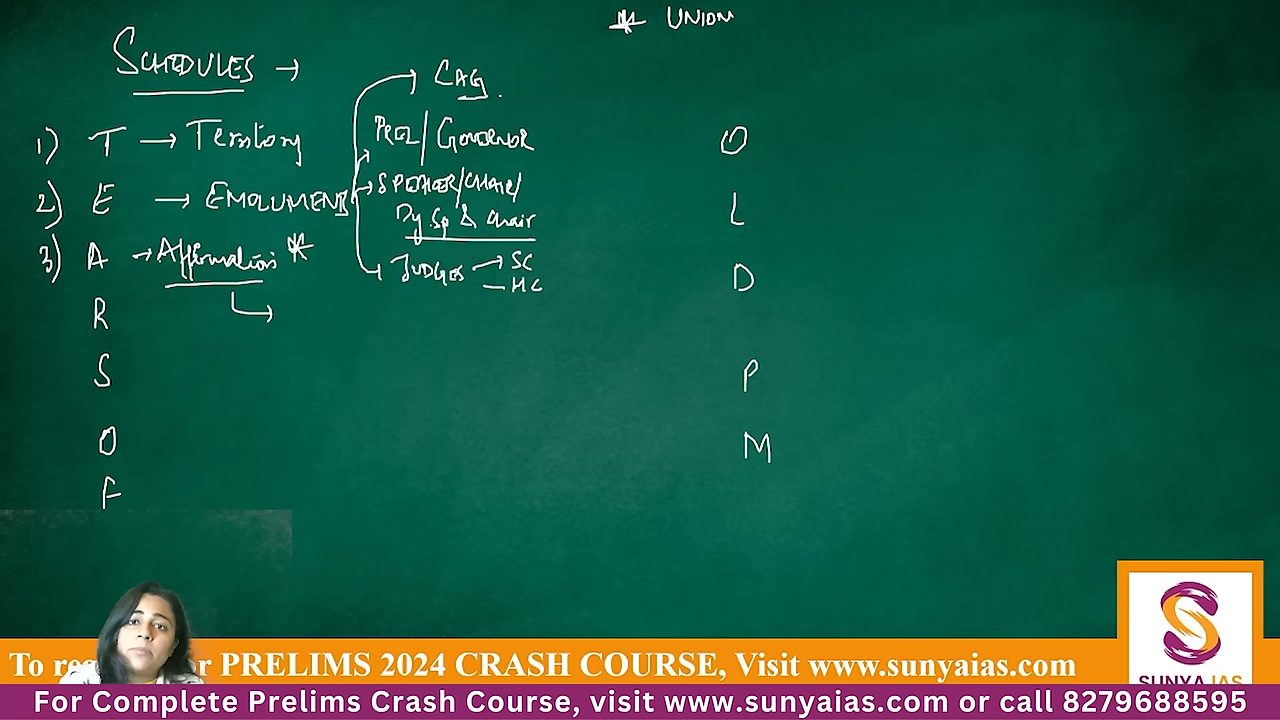 * UNION
SCHEDULES →
CAG.
1) T → Territory
PREZ/GOVERNOR
O
2) E → EMOLUMENTS
SPEAKER/CHAIR/
Dy. Sp & Chair
L
3) A → Affirmation *
JUDGES → SC
— HC
D
R
S
P
O
M
F
To re r PRELIMS 2024 CRASH COURSE, Visit www.sunyaias.com
SUNYA IAS
For Complete Prelims Crash Course, visit www.sunyaias.com or call 8279688595